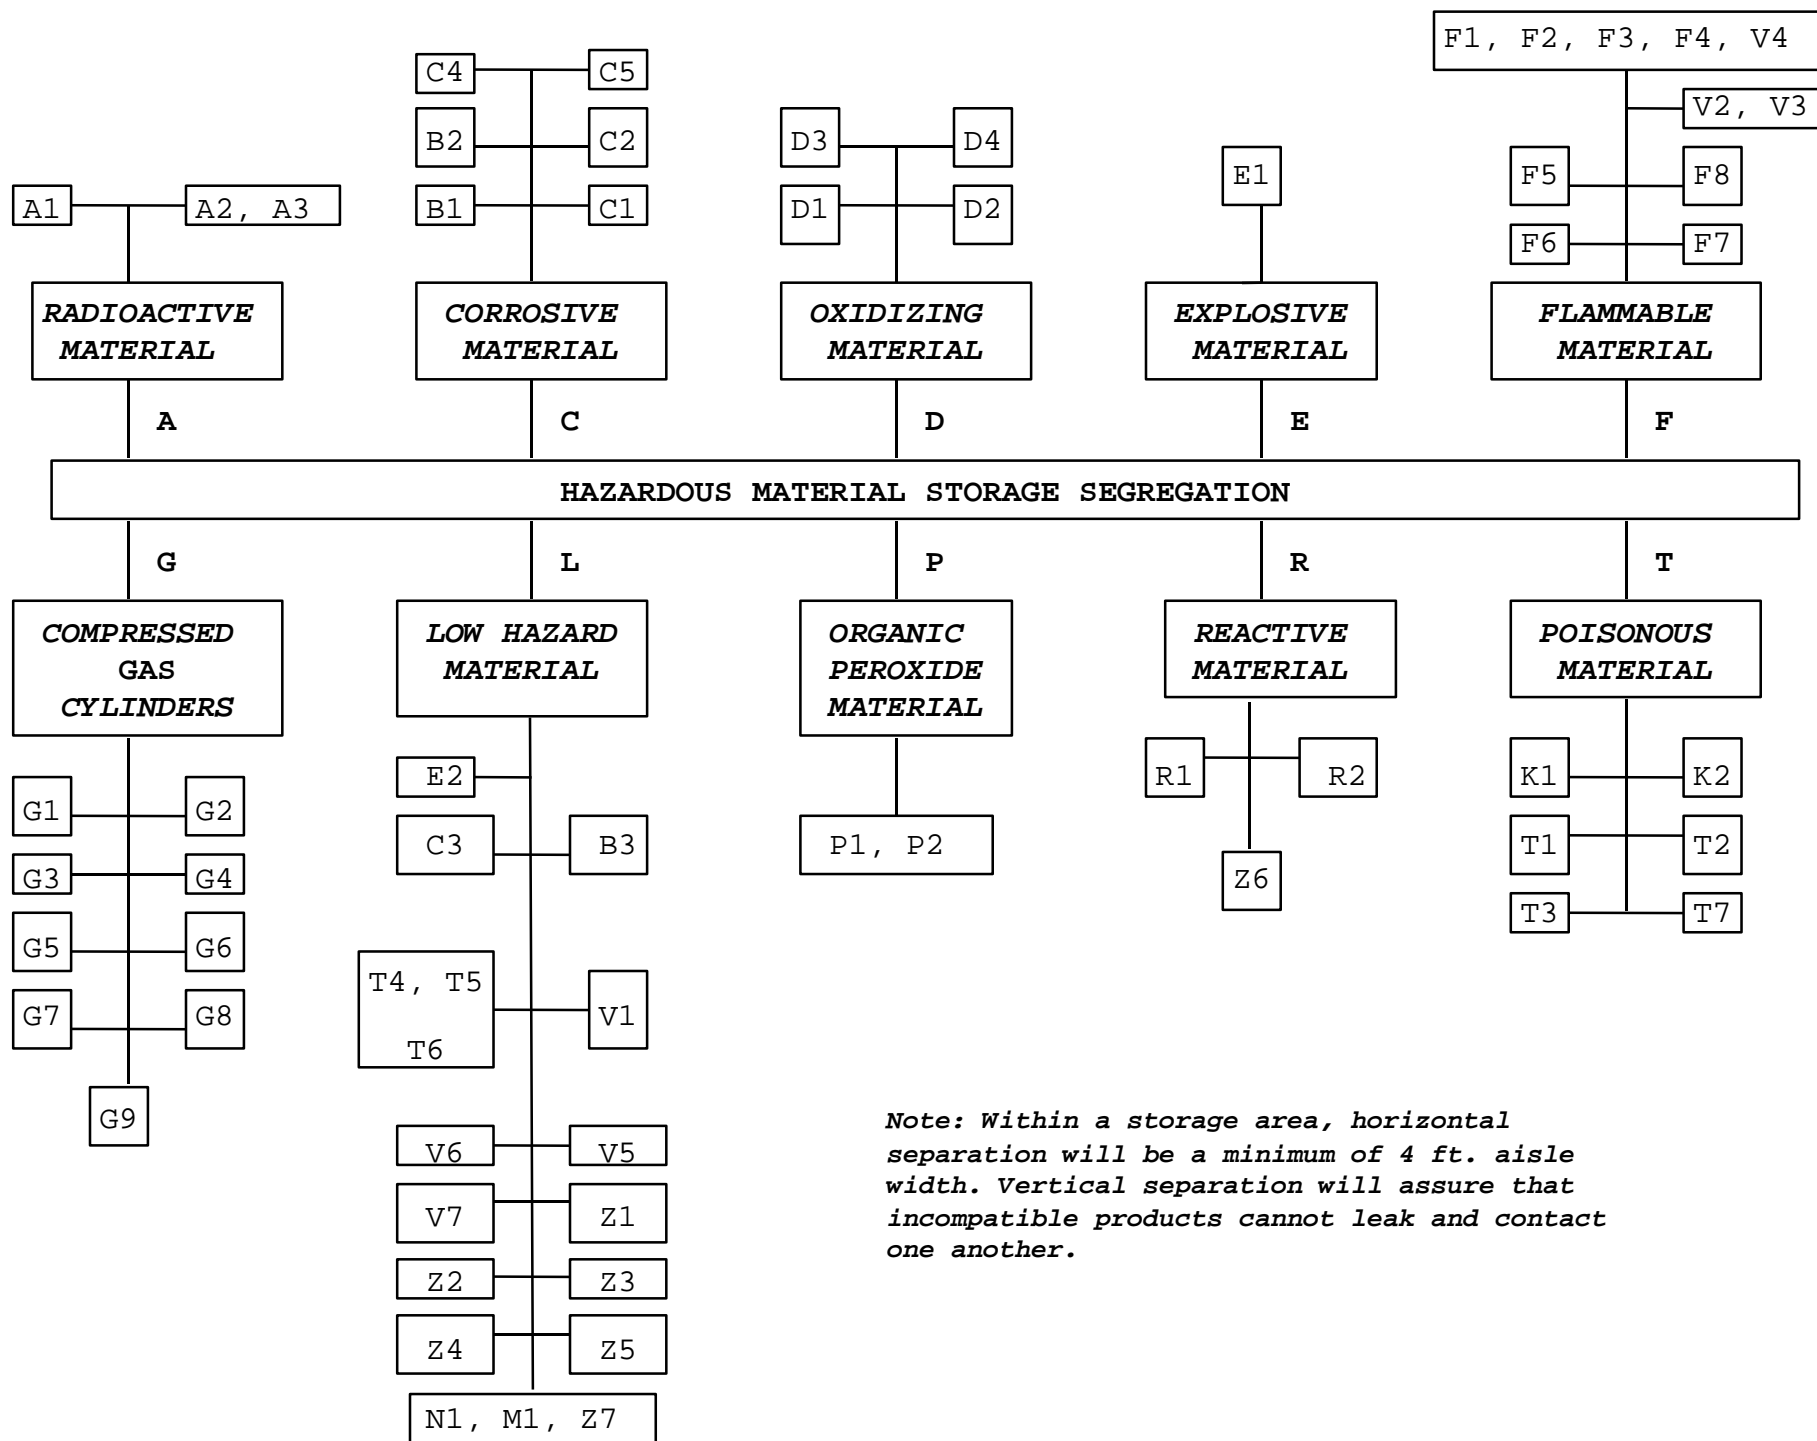 F1, F2, F3, F4, V4
C4
C5
V2, V3
B2
C2
D3
D4
E1
F5
F8
A1
A2, A3
B1
C1
D1
D2
F6
F7
RADIOACTIVE
MATERIAL
CORROSIVE
MATERIAL
OXIDIZING
MATERIAL
EXPLOSIVE
MATERIAL
FLAMMABLE
MATERIAL
A
C
D
E
F
HAZARDOUS MATERIAL STORAGE SEGREGATION
G
L
P
R
T
COMPRESSED
GAS
CYLINDERS
LOW HAZARD
MATERIAL
ORGANIC
PEROXIDE
MATERIAL
REACTIVE
MATERIAL
POISONOUS
MATERIAL
G1
G2
G3
G4
G5
G6
G7
G8
G9
E2
C3
B3
T4, T5
T6
V1
V6
V5
V7
Z1
Z2
Z3
Z4
Z5
N1, M1, Z7
P1, P2
R1
R2
Z6
K1
K2
T1
T2
T3
T7
Note: Within a storage area, horizontal
separation will be a minimum of 4 ft. aisle
width. Vertical separation will assure that
incompatible products cannot leak and contact
one another.